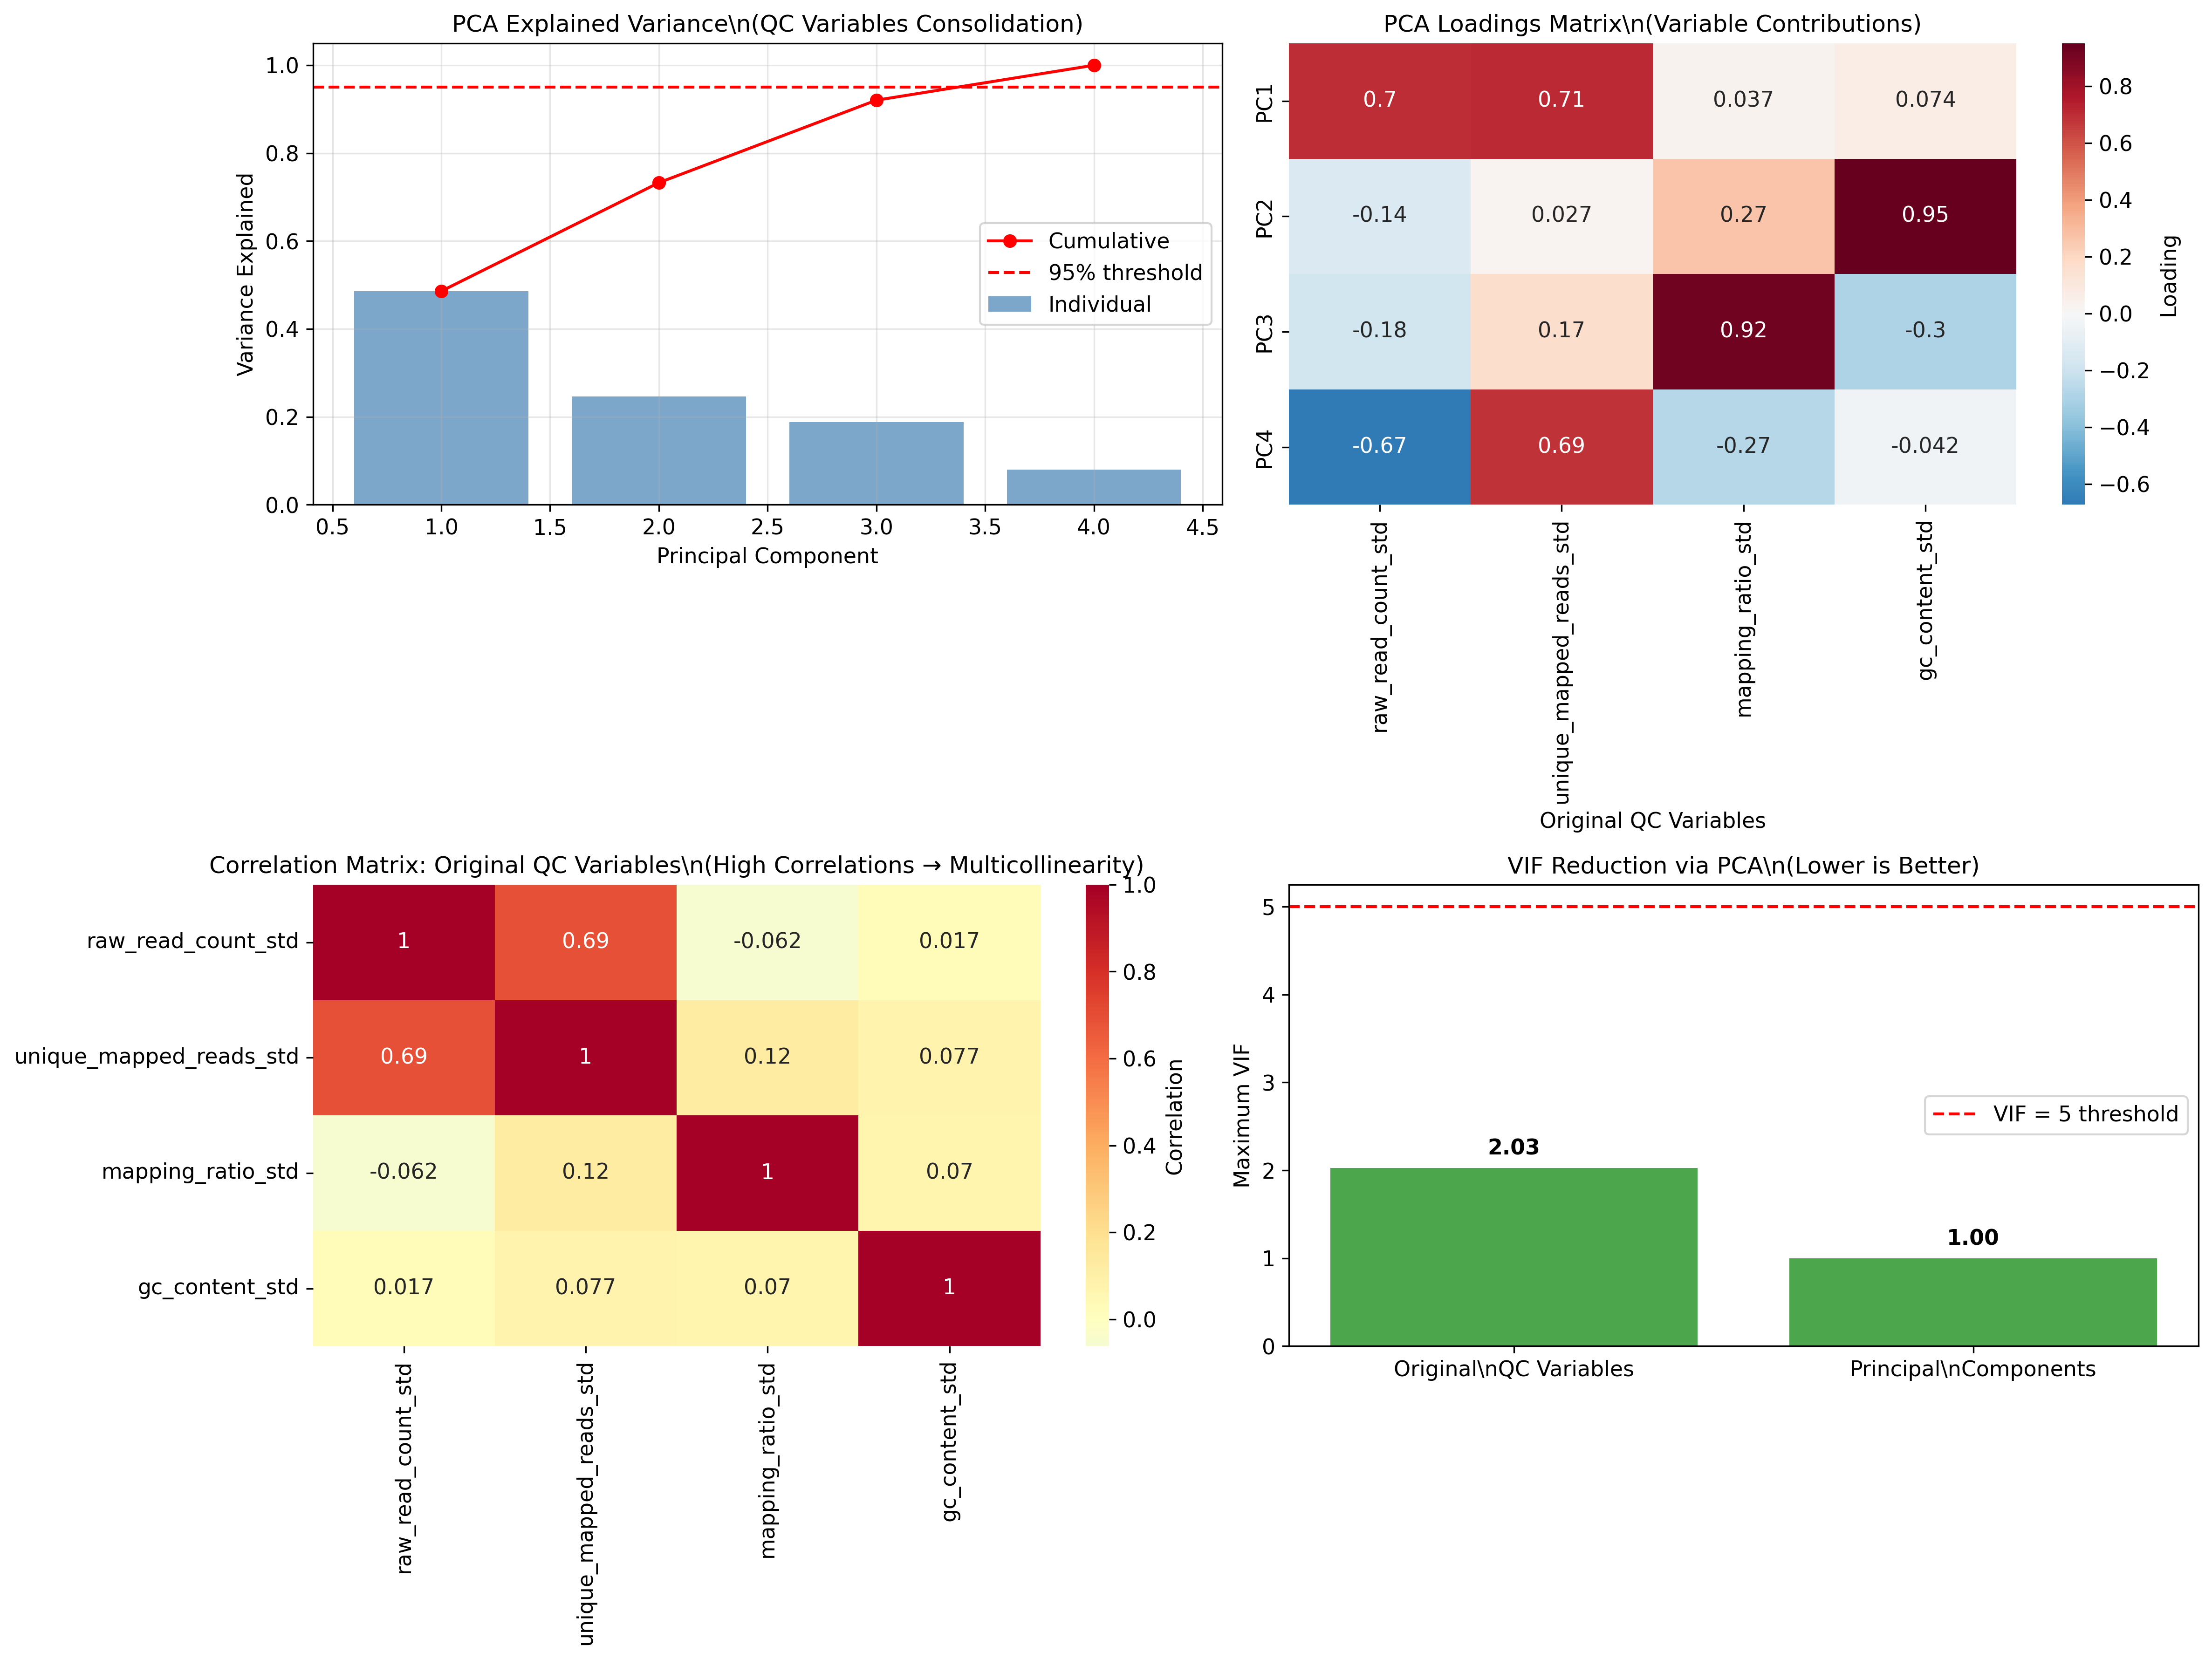 PCA Explained Variance\n(QC Variables Consolidation)
1.0
0.8
0.6
0.4
0.2
0.0
Variance Explained
Cumulative
95% threshold
Individual
0.5 1.0 1.5 2.0 2.5 3.0 3.5 4.0 4.5
Principal Component
PCA Loadings Matrix\n(Variable Contributions)
PC1 0.7 0.71 0.037 0.074
PC2 -0.14 0.027 0.27 0.95
PC3 -0.18 0.17 0.92 -0.3
PC4 -0.67 0.69 -0.27 -0.042
raw_read_count_std
unique_mapped_reads_std
mapping_ratio_std
gc_content_std
Original QC Variables
0.8
0.6
0.4
0.2
0.0
−0.2
−0.4
−0.6
Loading
Correlation Matrix: Original QC Variables\n(High Correlations → Multicollinearity)
raw_read_count_std 1 0.69 -0.062 0.017
unique_mapped_reads_std 0.69 1 0.12 0.077
mapping_ratio_std -0.062 0.12 1 0.07
gc_content_std 0.017 0.077 0.07 1
raw_read_count_std
unique_mapped_reads_std
mapping_ratio_std
gc_content_std
1.0
0.8
0.6
0.4
0.2
0.0
Correlation
VIF Reduction via PCA\n(Lower is Better)
5
4
3
2
1
0
Maximum VIF
VIF = 5 threshold
2.03
1.00
Original\nQC Variables
Principal\nComponents